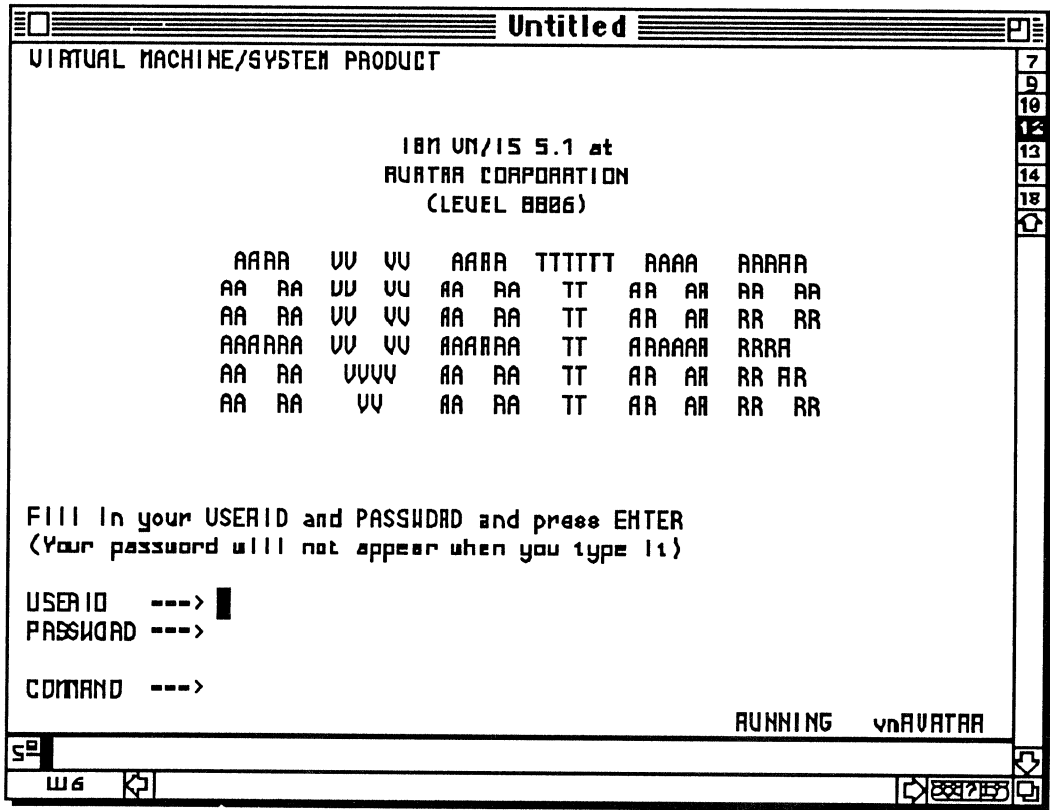 Untitled
VIRTUAL MACHINE/SYSTEM PRODUCT
7
9
10
12
13
14
18
IBM VM/IS 5.1 at
AVATAR CORPORATION
(LEVEL 8806)
AAAA VV VV AAAA TTTTTT AAAA RRRRR
AA AA VV VV AA AA TT AA AA RR RR
AA AA VV VV AA AA TT AA AA RR RR
AAAAAA VV VV AAAAAA TT AAAAAA RRRR
AA AA VVVV AA AA TT AA AA RR RR
AA AA VV AA AA TT AA AA RR RR
Fill in your USERID and PASSWORD and press ENTER
(Your password will not appear when you type it)
USERID --->
PASSWORD --->
COMMAND --->
RUNNING vmAVATAR